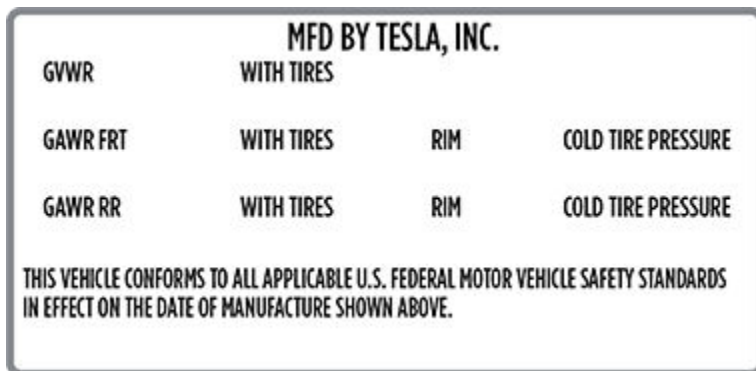 MFD BY TESLA, INC.
GVWR WITH TIRES
GAWR FRT WITH TIRES RIM COLD TIRE PRESSURE
GAWR RR WITH TIRES RIM COLD TIRE PRESSURE
THIS VEHICLE CONFORMS TO ALL APPLICABLE U.S. FEDERAL MOTOR VEHICLE SAFETY STANDARDS
IN EFFECT ON THE DATE OF MANUFACTURE SHOWN ABOVE.